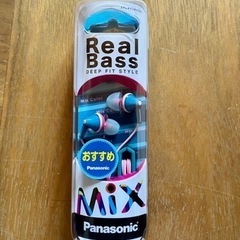 Real
Bass
DEEP FIT STYLE
おすすめ
Panasonic
MiX
Panasonic